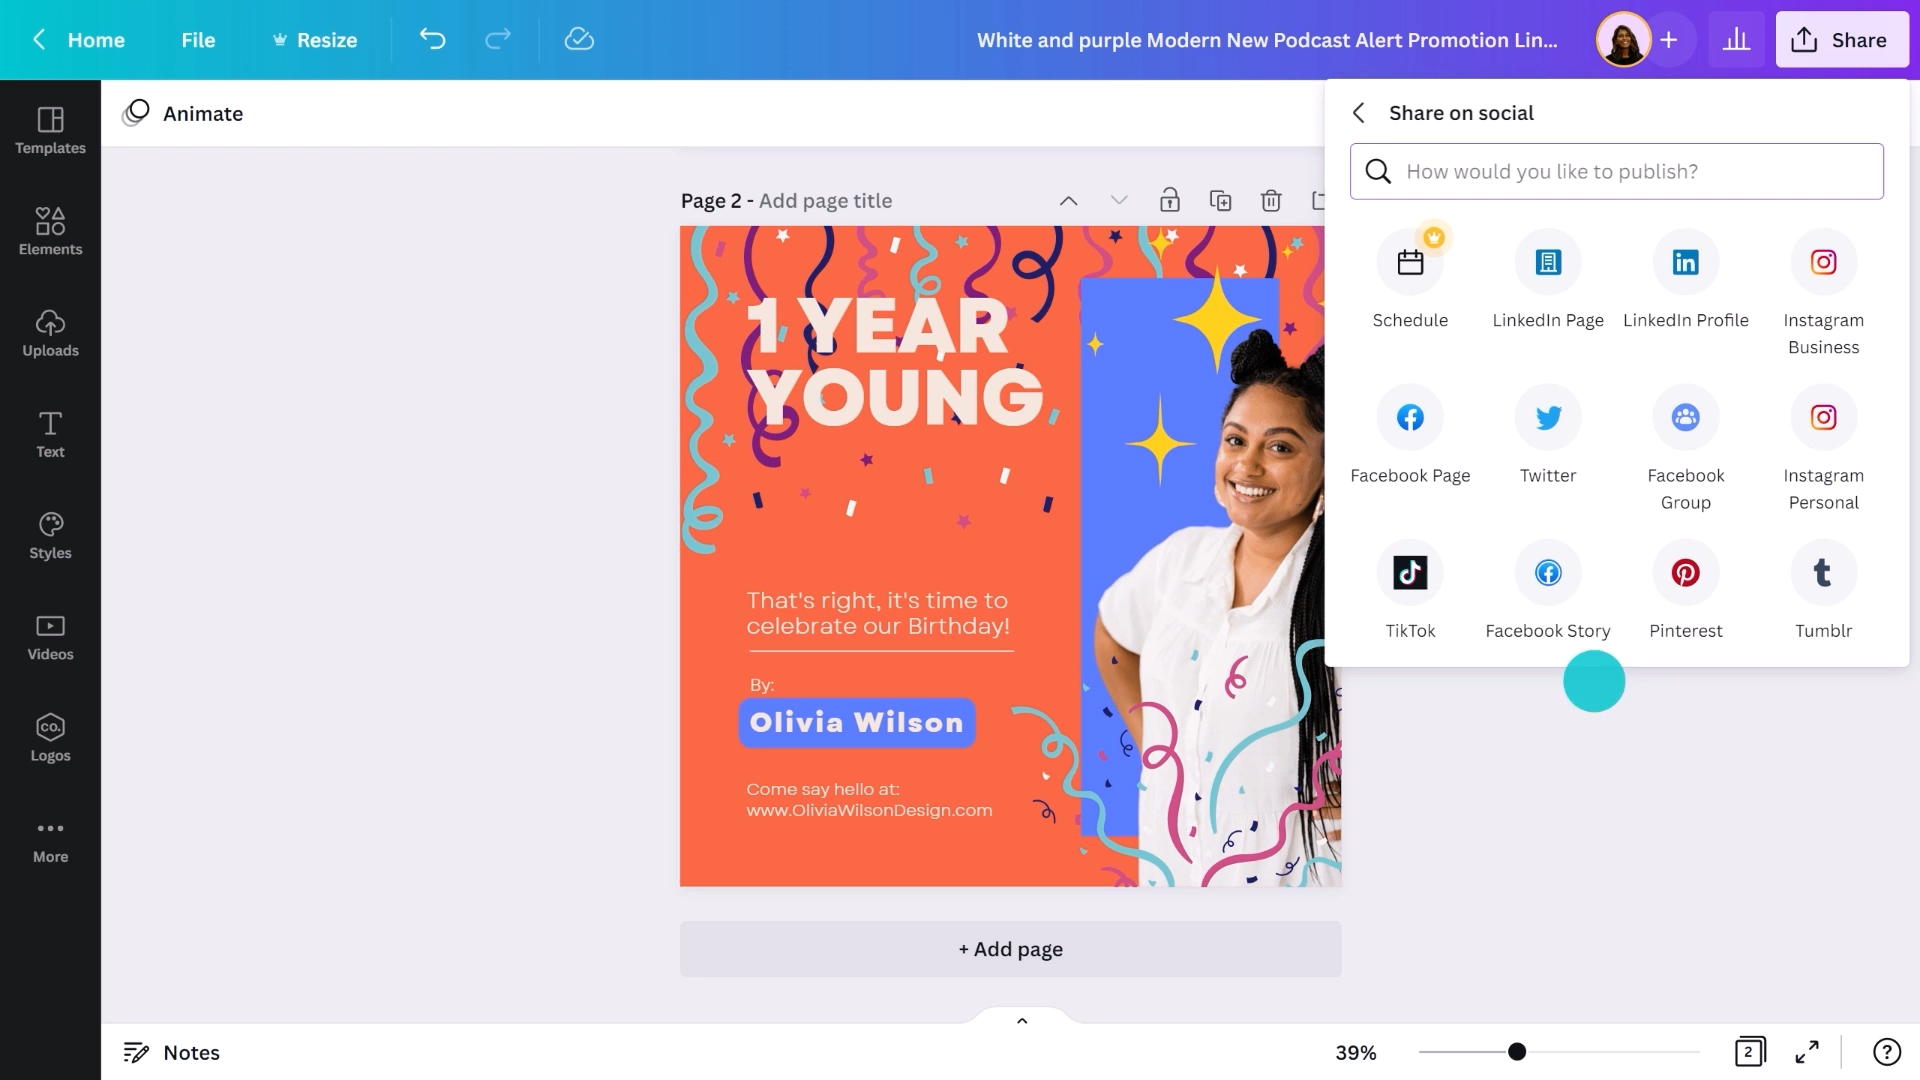 Home
File
Resize
White and purple Modern New Podcast Alert Promotion Lin...
Share
Templates
Elements
Uploads
Text
Styles
Videos
co.
Logos
More
Animate
Page 2 - Add page title
1 YEAR
YOUNG
That's right, it's time to
celebrate our Birthday!
By:
Olivia Wilson
Come say hello at:
www.OliviaWilsonDesign.com
+ Add page
Share on social
How would you like to publish?
Schedule
LinkedIn Page
in
LinkedIn Profile
Instagram
Business
Facebook Page
Twitter
Facebook
Group
Instagram
Personal
TikTok
Facebook Story
Pinterest
t
Tumblr
Notes
39%
2
?